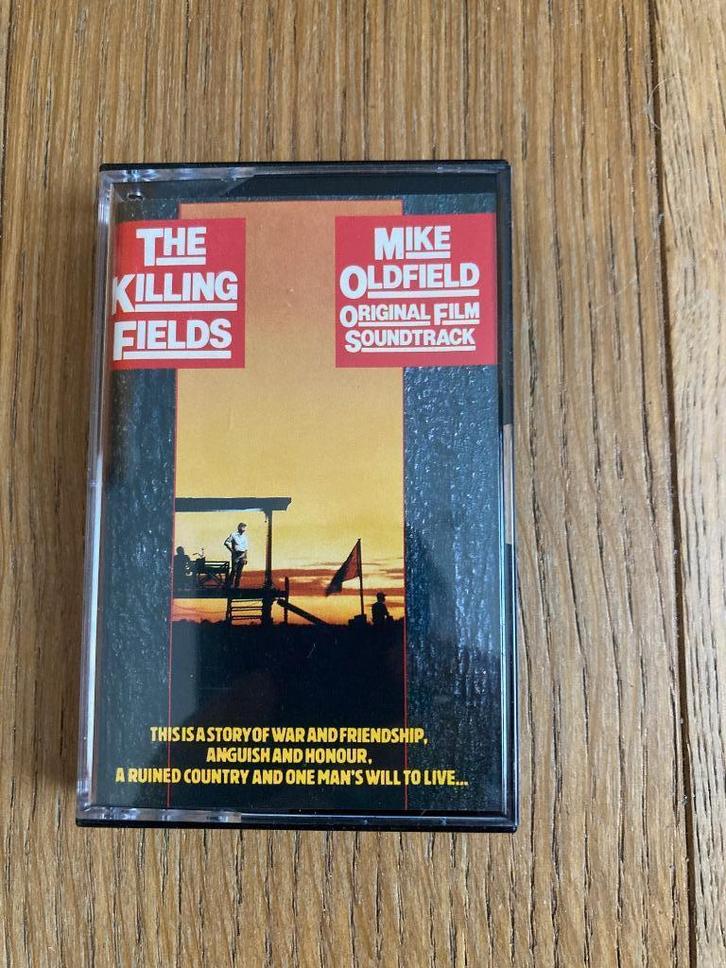 THE
KILLING
FIELDS
MIKE
OLDFIELD
ORIGINAL FILM
SOUNDTRACK
THIS IS A STORY OF WAR AND FRIENDSHIP,
ANGUISH AND HONOUR,
A RUINED COUNTRY AND ONE MAN'S WILL TO LIVE...